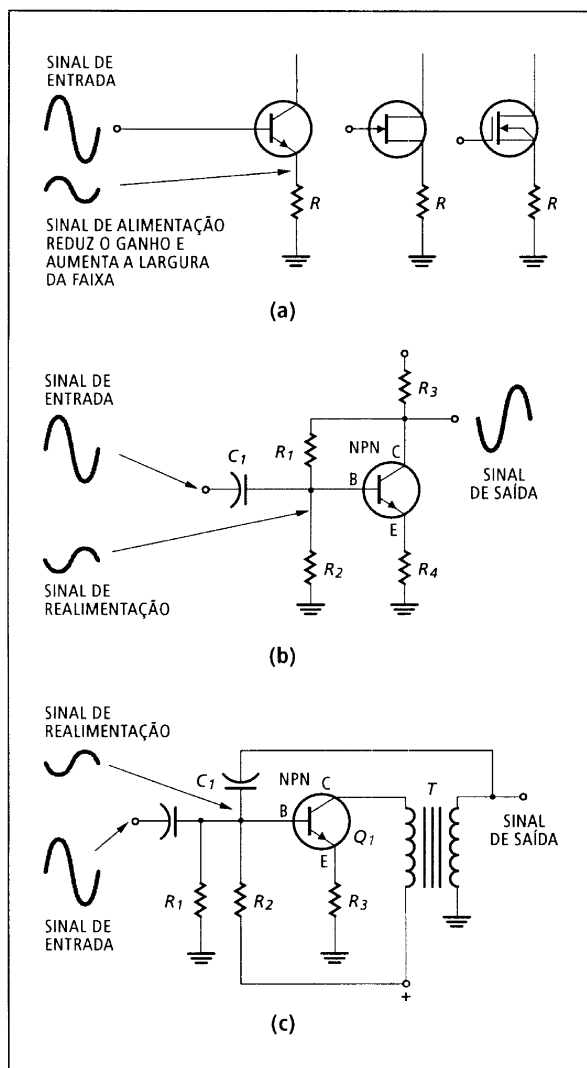 SINAL DE
ENTRADA
SINAL DE ALIMENTAÇÃO
REDUZ O GANHO E
AUMENTA A LARGURA
DA FAIXA
R
R
R
(a)
SINAL DE
ENTRADA
C1
R1
R3
NPN
C
B
E
SINAL
DE SAÍDA
R2
R4
SINAL DE
REALIMENTAÇÃO
(b)
SINAL DE
REALIMENTAÇÃO
C1
NPN
C
T
B
Q1
E
SINAL
DE SAÍDA
R1
R2
R3
SINAL DE
ENTRADA
+
(c)